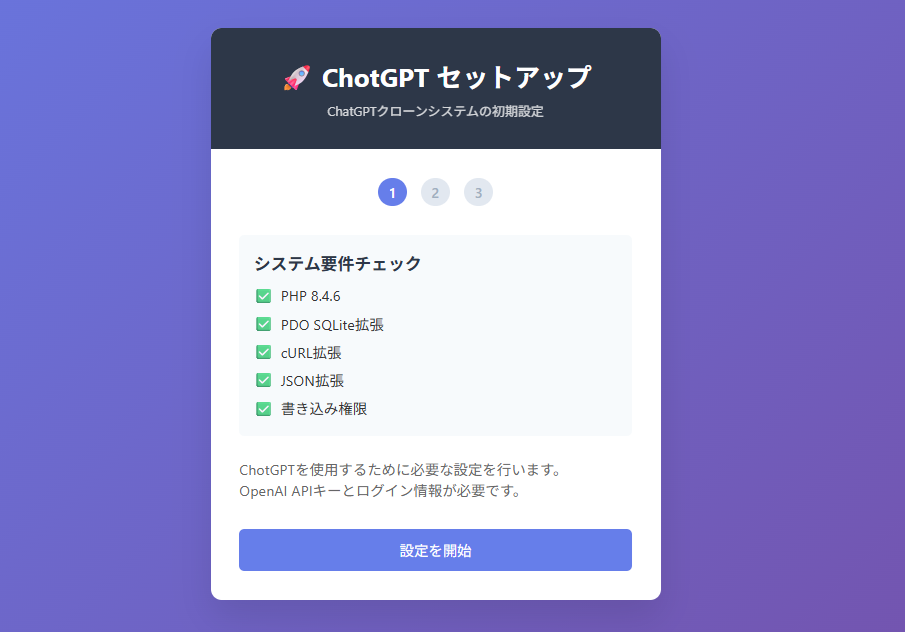 🚀 ChotGPT セットアップ
ChatGPTクローンシステムの初期設定
1 2 3
システム要件チェック
✅ PHP 8.4.6
✅ PDO SQLite拡張
✅ cURL拡張
✅ JSON拡張
✅ 書き込み権限
ChotGPTを使用するために必要な設定を行います。
OpenAI APIキーとログイン情報が必要です。
設定を開始